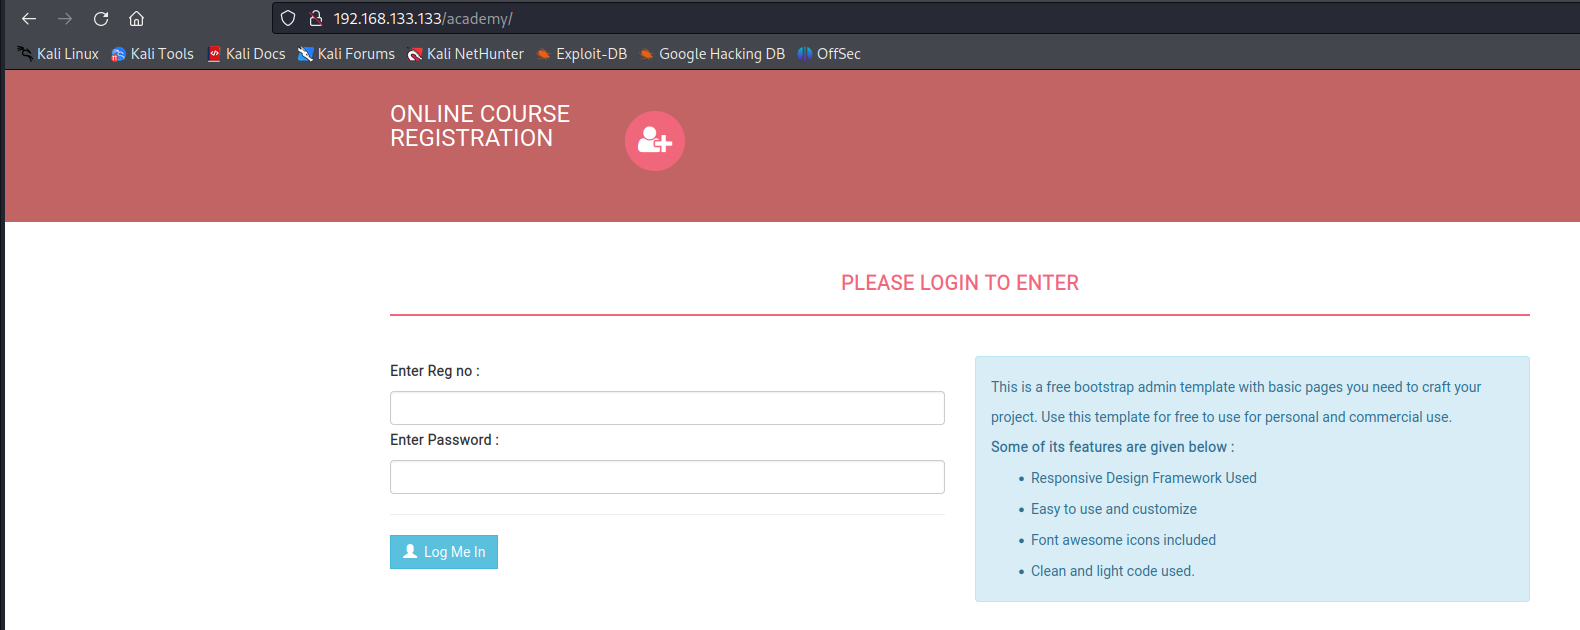 192.168.133.133/academy/
Kali Linux Kali Tools Kali Docs Kali Forums Kali NetHunter Exploit-DB Google Hacking DB OffSec
ONLINE COURSE
REGISTRATION
PLEASE LOGIN TO ENTER
Enter Reg no :
Enter Password :
Log Me In
This is a free bootstrap admin template with basic pages you need to craft your
project. Use this template for free to use for personal and commercial use.
Some of its features are given below :
• Responsive Design Framework Used
• Easy to use and customize
• Font awesome icons included
• Clean and light code used.